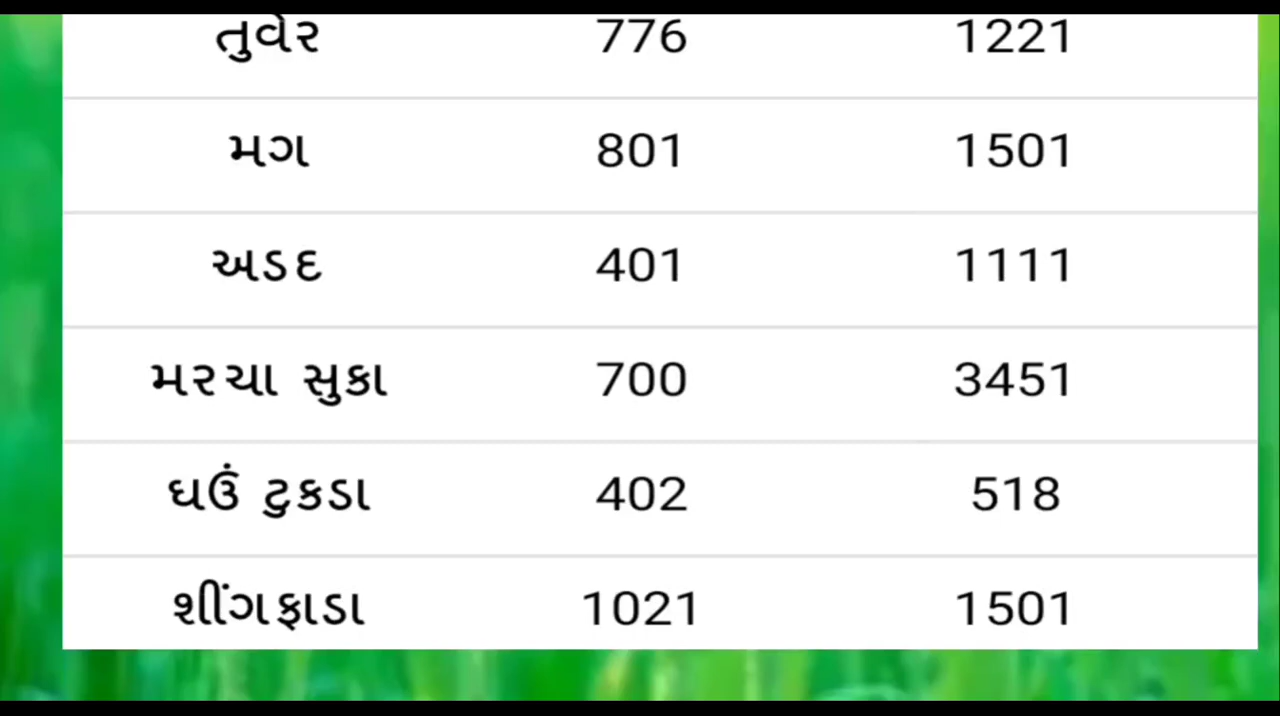 તુવેર 776 1221
મગ 801 1501
અડદ 401 1111
મરચા સુકા 700 3451
ઘઉં ટુકડા 402 518
શીંગફાડા 1021 1501